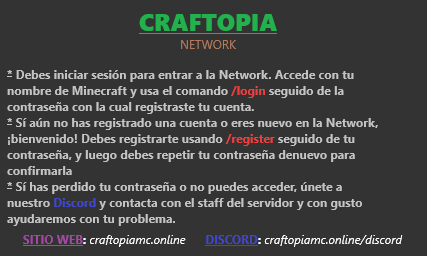 CRAFTOPIA
NETWORK
* Debes iniciar sesión para entrar a la Network. Accede con tu
nombre de Minecraft y usa el comando /login seguido de la
contraseña con la cual registraste tu cuenta.
* Sí aún no has registrado una cuenta o eres nuevo en la Network,
¡bienvenido! Debes registrarte usando /register seguido de tu
contraseña, y luego debes repetir tu contraseña denuevo para
confirmarla
* Sí has perdido tu contraseña o no puedes acceder, únete a
nuestro Discord y contacta con el staff del servidor y con gusto
ayudaremos con tu problema.
SITIO WEB: craftopiamc.online DISCORD: craftopiamc.online/discord